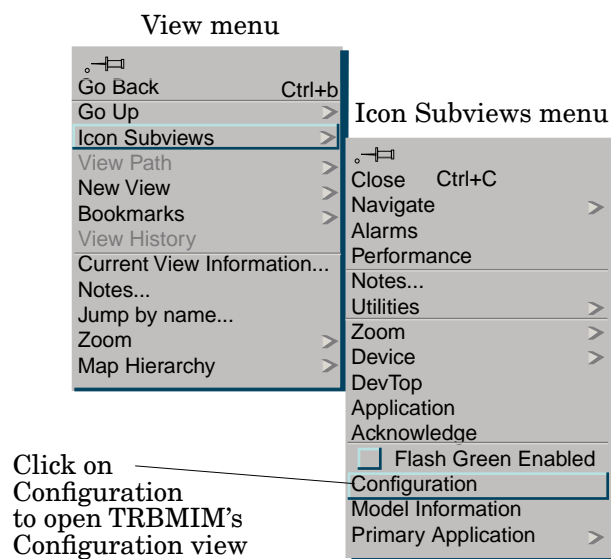 View menu
Go Back Ctrl+b
Go Up
Icon Subviews
View Path
New View
Bookmarks
View History
Current View Information...
Notes...
Jump by name...
Zoom
Map Hierarchy
Icon Subviews menu
Close Ctrl+C
Navigate
Alarms
Performance
Notes...
Utilities
Zoom
Device
DevTop
Application
Acknowledge
Flash Green Enabled
Configuration
Model Information
Primary Application
Click on
Configuration
to open TRBMIM's
Configuration view